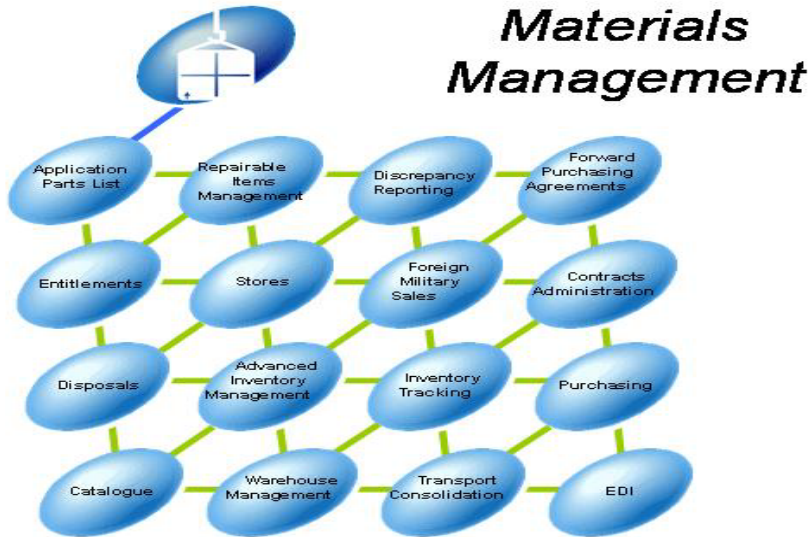 Materials
Management
Application
Parts List
Repairable
Items
Management
Discrepancy
Reporting
Forward
Purchasing
Agreements
Entitlements
Stores
Foreign
Military
Sales
Contracts
Administration
Disposals
Advanced
Inventory
Management
Inventory
Tracking
Purchasing
Catalogue
Warehouse
Management
Transport
Consolidation
EDI